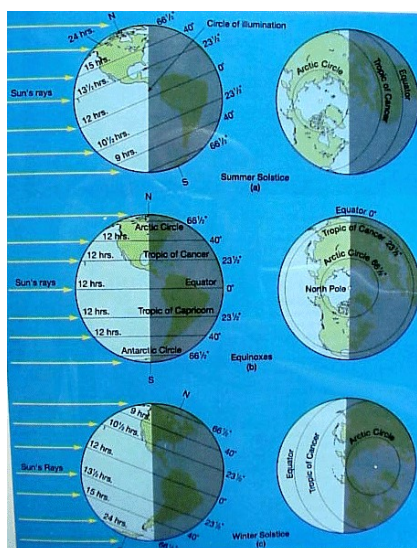 N
24 hrs.
66½°
Circle of illumination
40°
15 hrs.
23½°
13½ hrs.
0°
Sun's rays
12 hrs.
23½°
10½ hrs.
40°
9 hrs.
66½°
S
Arctic Circle
Tropic of Cancer
Equator
Summer Solstice
(a)
N
Arctic Circle
66½°
12 hrs.
40°
12 hrs.
Tropic of Cancer
23½°
Sun's rays
12 hrs.
Equator
0°
12 hrs.
Tropic of Capricorn
23½°
12 hrs.
40°
Antarctic Circle
66½°
S
Equator 0°
Tropic of Cancer 23½°
Arctic Circle 66½°
North Pole
Equinoxes
(b)
N
9 hrs.
66½°
10½ hrs.
40°
12 hrs.
23½°
Sun's Rays
13½ hrs.
0°
15 hrs.
23½°
24 hrs.
40°
66½°
S
Equator
Tropic of Cancer
Arctic Circle
Winter Solstice
(c)